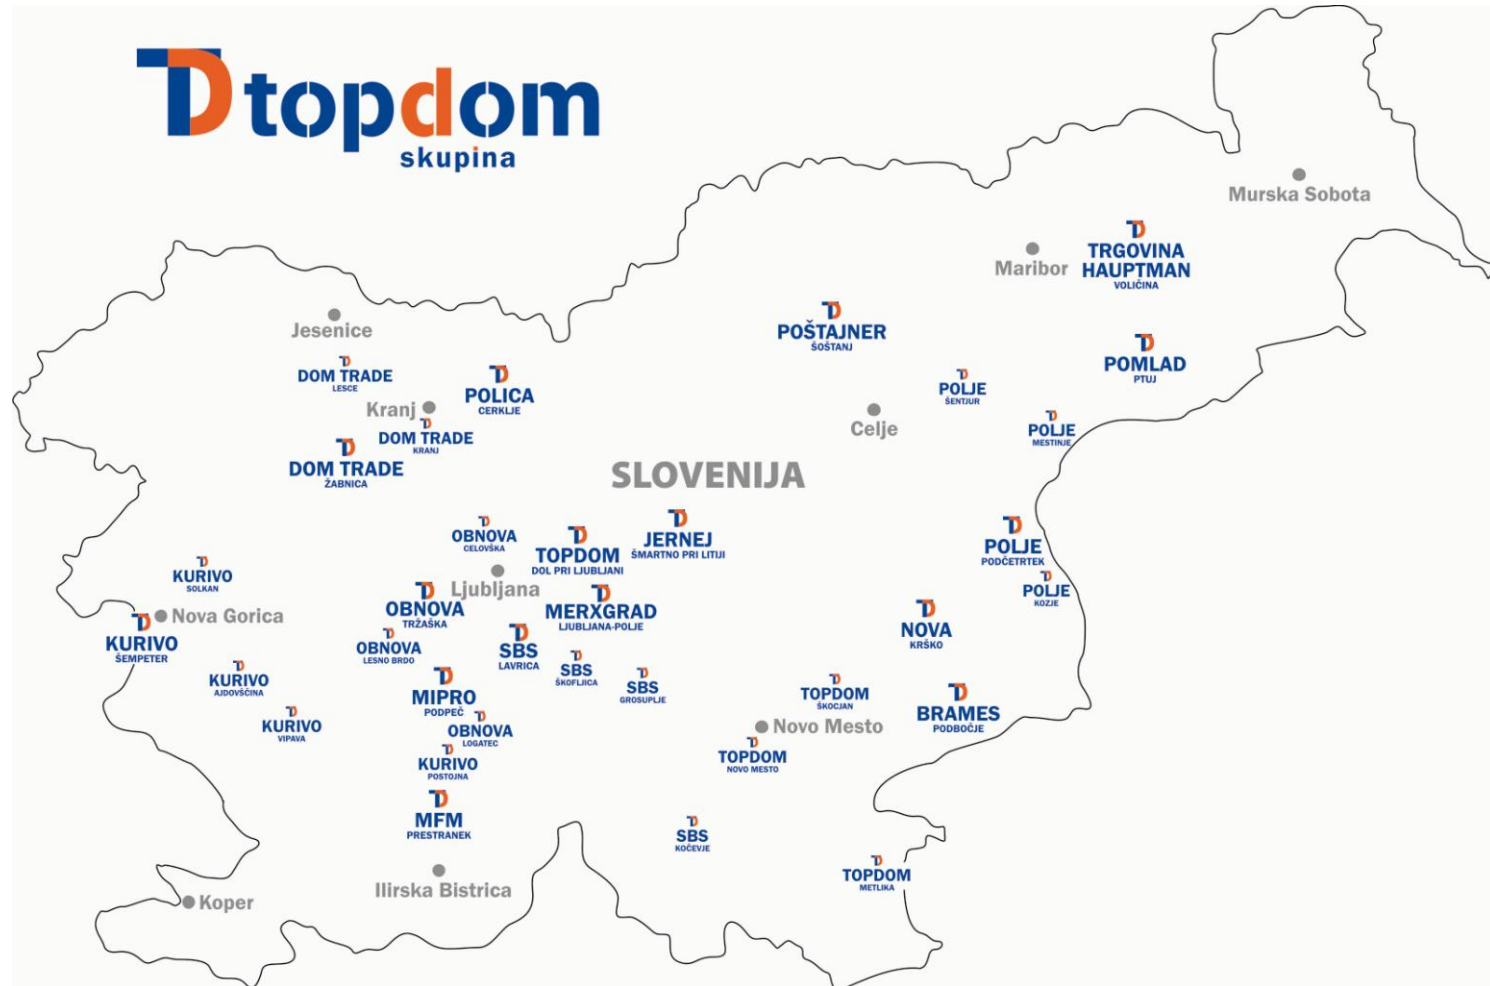 TD topdom
skupina
Murska Sobota
Maribor
TRGOVINA
HAUPTMAN
VOLIČINA
Jesenice
POŠTAJNER
ŠOŠTANJ
DOM TRADE
LESCE
POLICA
CERKLJE
POMLAD
PTUJ
POLJE
ŠENTJUR
Kranj
DOM TRADE
KRANJ
Celje
POLJE
MESTINJE
DOM TRADE
ŽABNICA
SLOVENIJA
OBNOVA
CELOVŠKA
TOPDOM
DOL PRI LJUBLJANI
JERNEJ
ŠMARTNO PRI LITIJI
POLJE
PODČETRTEK
KURIVO
SOLKAN
Ljubljana
POLJE
KOZJE
Nova Gorica
OBNOVA
TRŽAŠKA
MERXGRAD
LJUBLJANA-POLJE
NOVA
KRŠKO
KURIVO
ŠEMPETER
OBNOVA
LESNO BRDO
SBS
LAVRICA
SBS
ŠKOFLJICA
SBS
GROSUPLJE
KURIVO
AJDOVŠČINA
MIPRO
PODPEČ
TOPDOM
ŠKOCJAN
BRAMES
PODBOČJE
KURIVO
VIPAVA
OBNOVA
LOGATEC
Novo Mesto
TOPDOM
NOVO MESTO
KURIVO
POSTOJNA
MFM
PRESTRANEK
SBS
KOČEVJE
TOPDOM
METLIKA
Ilirska Bistrica
Koper